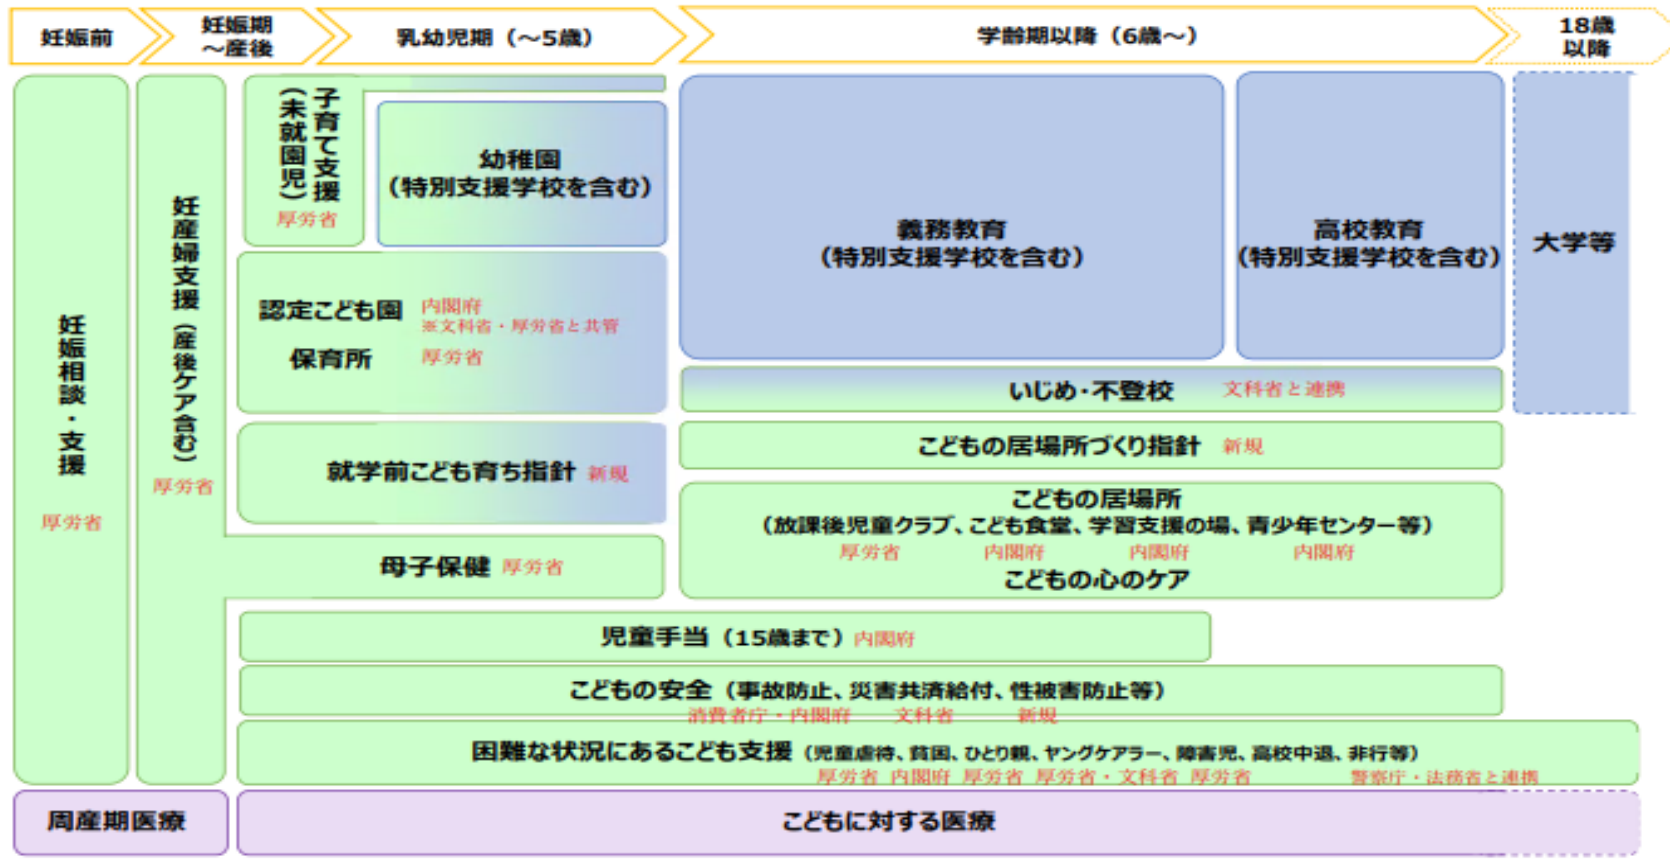 妊娠前
妊娠期
～産後
乳幼児期（～5歳）
学齢期以降（6歳～）
18歳
以降
妊娠相談・支援
厚労省
妊産婦支援（産後ケア含む）
厚労省
子育て支援
（未就園児）
厚労省
幼稚園
（特別支援学校を含む）
認定こども園 内閣府
※文科省・厚労省と共管
保育所 厚労省
就学前こども育ち指針 新規
母子保健 厚労省
義務教育
（特別支援学校を含む）
高校教育
（特別支援学校を含む）
大学等
いじめ・不登校 文科省と連携
こどもの居場所づくり指針 新規
こどもの居場所
（放課後児童クラブ、こども食堂、学習支援の場、青少年センター等）
厚労省 内閣府 内閣府 内閣府
こどもの心のケア
児童手当（15歳まで）内閣府
こどもの安全（事故防止、災害共済給付、性被害防止等）
消費者庁・内閣府 文科省 新規
困難な状況にあるこども支援（児童虐待、貧困、ひとり親、ヤングケアラー、障害児、高校中退、非行等）
厚労省 内閣府 厚労省 厚労省・文科省 厚労省 警察庁・法務省と連携
周産期医療
こどもに対する医療